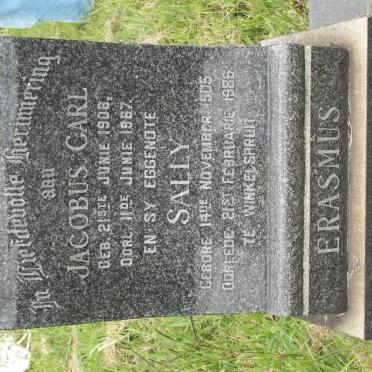 In Liefdevolle Herinnering
aan
JACOBUS CARL
GEB. 21STE JUNIE 1906,
OORL. 11DE JUNIE 1967.
EN SY EGGENOTE
SALLY
GEBORE 14DE NOVEMBER 1905
OORLEDE 21STE FEBRUARIE 1986
TE WINKELSPRUIT
ERASMUS